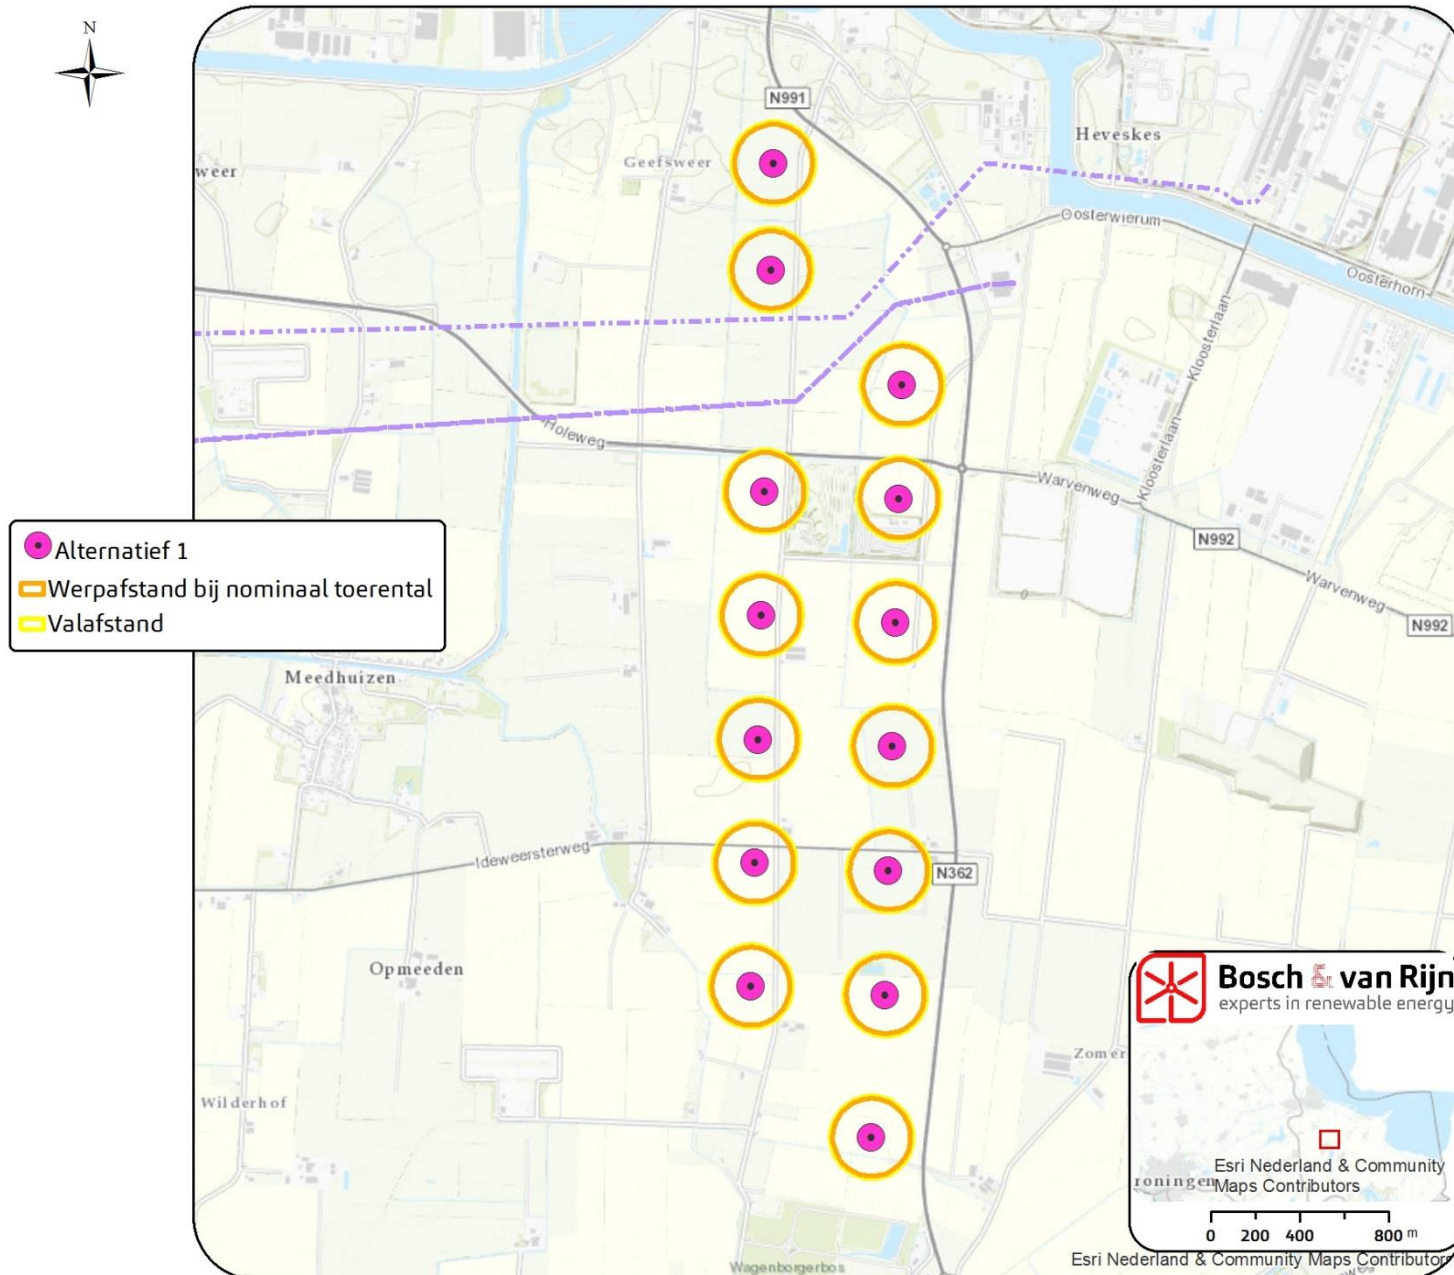 N
N991
Heveskes
Geefsweer
weer
Oosterwierum
Oosterhorn
Kloosterlaan
Kloosterlaan
Holeweg
Warvenweg
N992
Warvenweg
N992
Alternatief 1
Werpafstand bij nominaal toerental
Valafstand
Meedhuizen
Ideweersterweg
N362
Opmeeden
Bosch & van Rijn
experts in renewable energy
Zomer
Wilderhof
Esri Nederland & Community
Maps Contributors
roningen
0 200 400 800 m
Esri Nederland & Community Maps Contributors
Wagenborgerbos